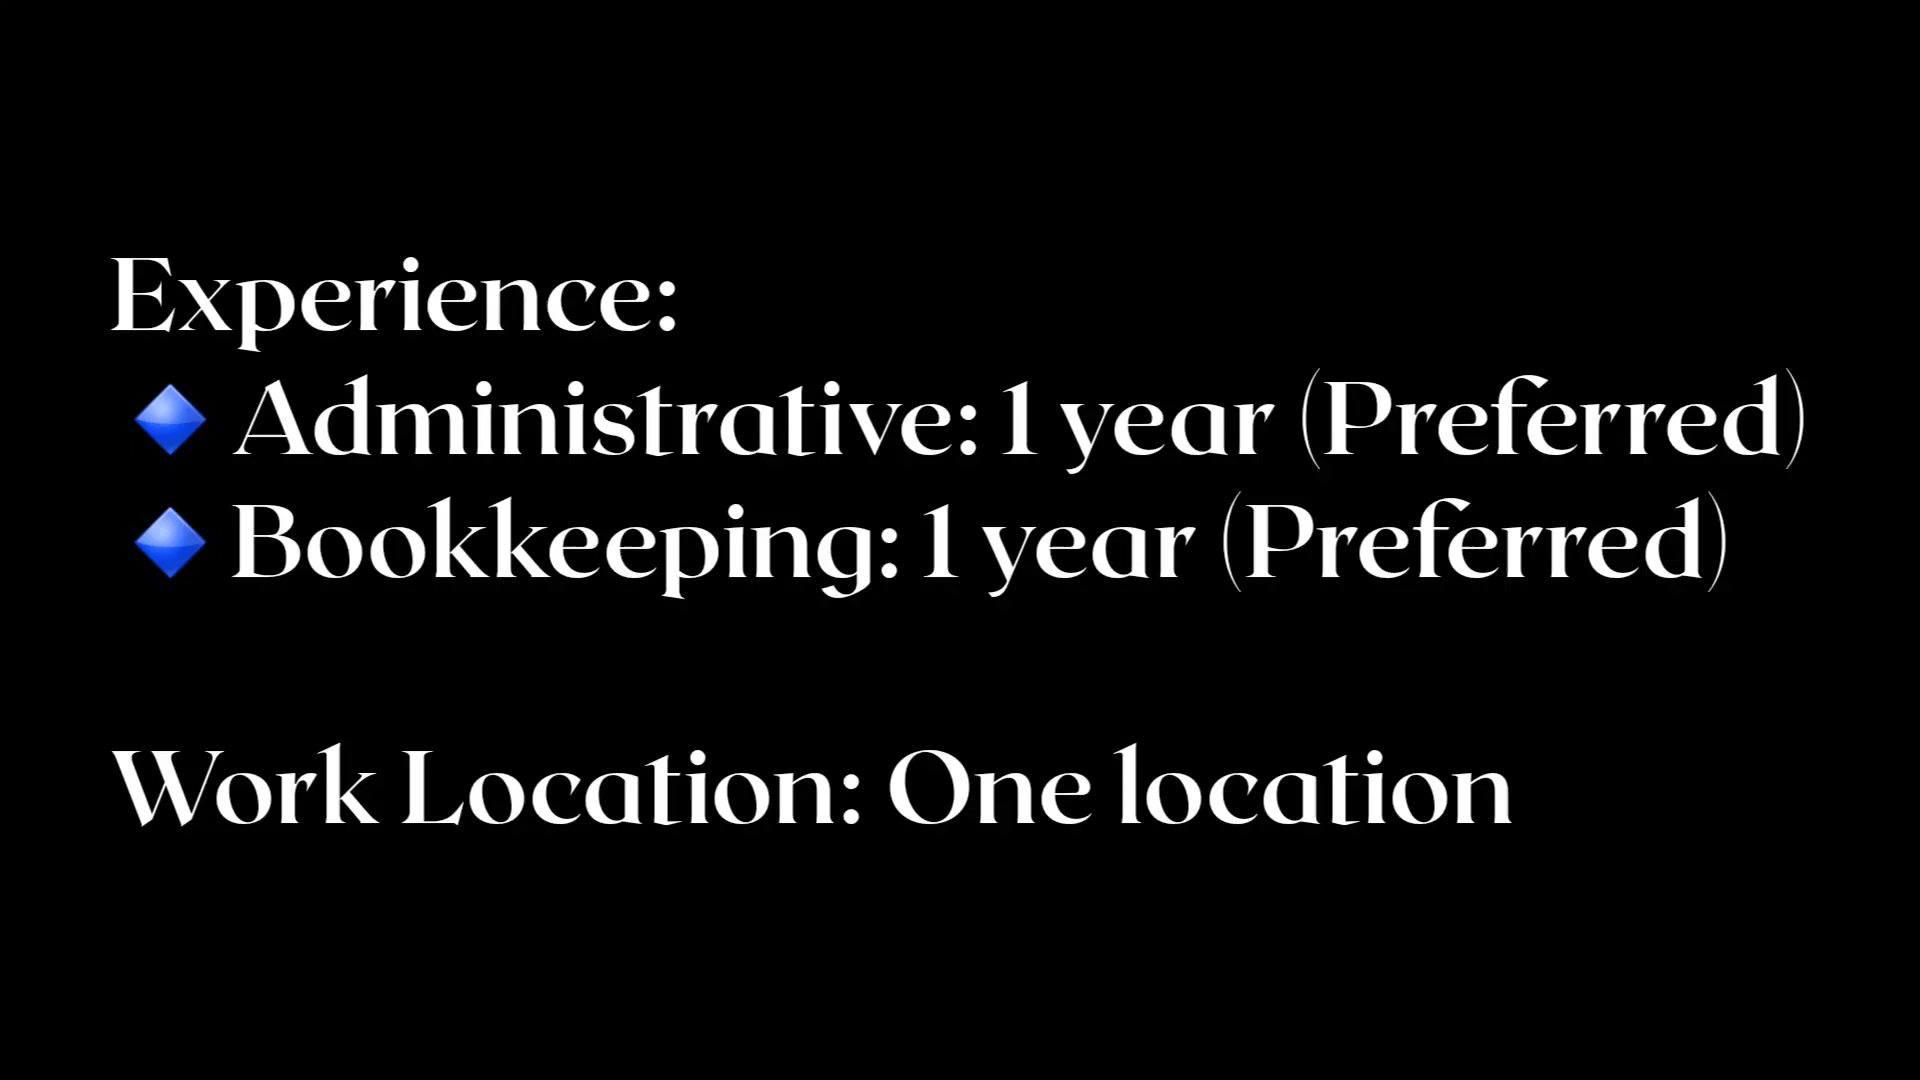 Experience:
🔹 Administrative: 1 year (Preferred)
🔹 Bookkeeping: 1 year (Preferred)
Work Location: One location